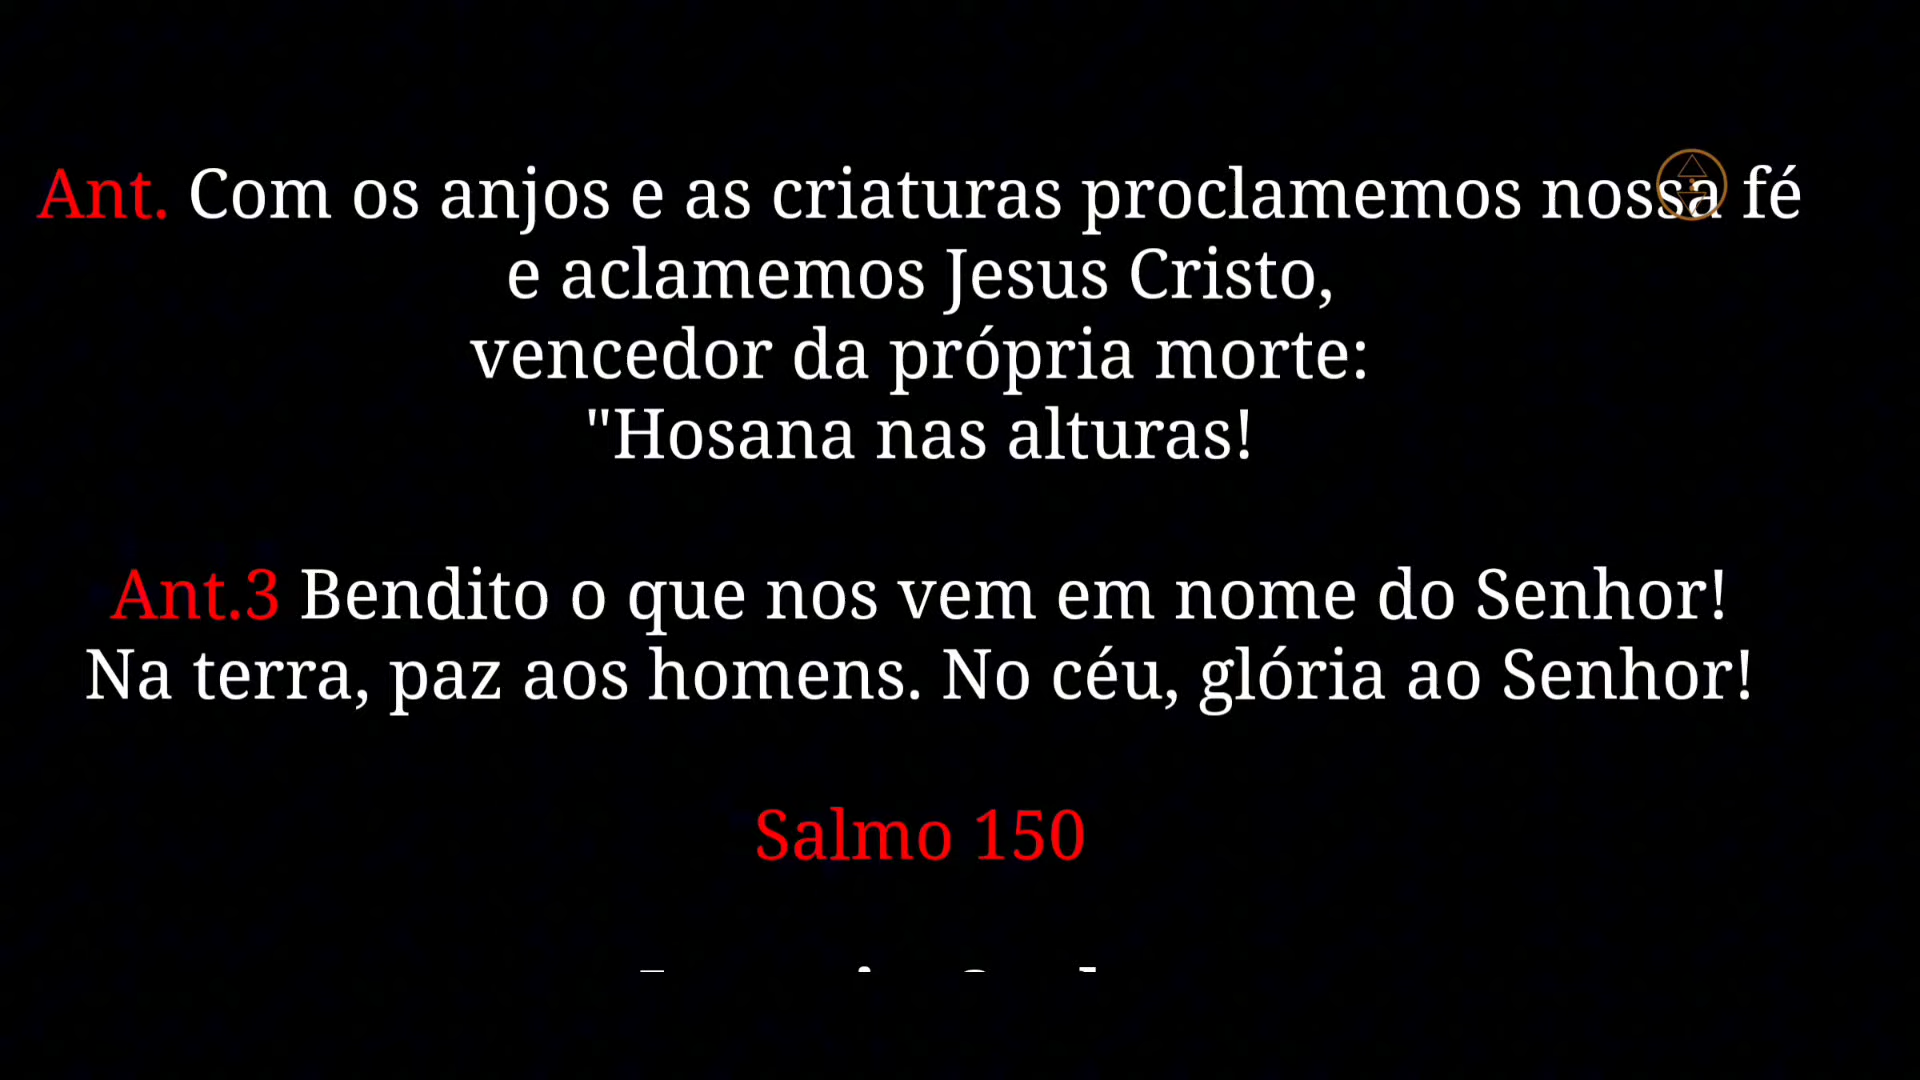 Ant. Com os anjos e as criaturas proclamemos nossa fé
e aclamemos Jesus Cristo,
vencedor da própria morte:
"Hosana nas alturas!
Ant.3 Bendito o que nos vem em nome do Senhor!
Na terra, paz aos homens. No céu, glória ao Senhor!
Salmo 150